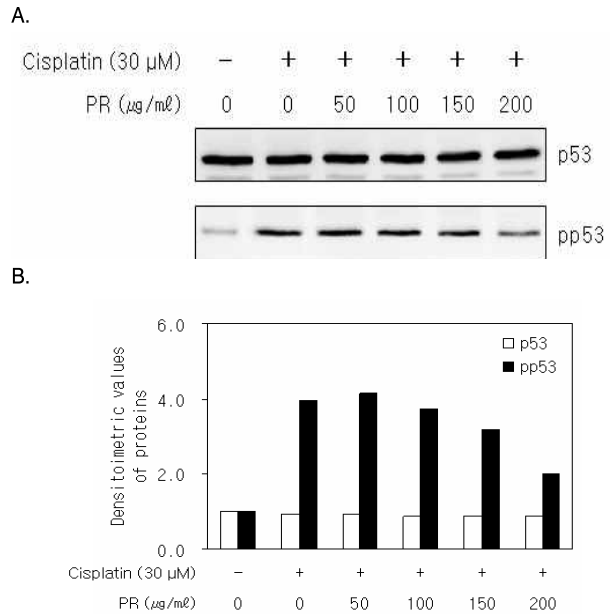 A.
Cisplatin (30 μM) − + + + + +
PR (μg/㎖) 0 0 50 100 150 200
p53
pp53
B.
6.0
4.0
2.0
0.0
Densitoimetric values
of proteins
p53
pp53
Cisplatin (30 μM) − + + + + +
PR (μg/㎖) 0 0 50 100 150 200